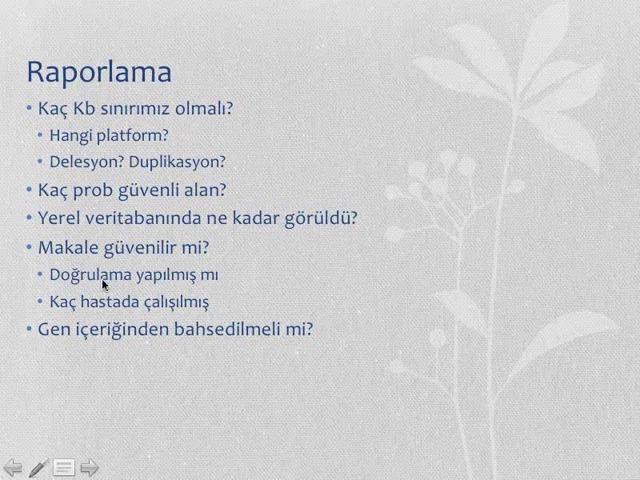 Raporlama
• Kaç Kb sınırımız olmalı?
• Hangi platform?
• Delesyon? Duplikasyon?
• Kaç prob güvenli alan?
• Yerel veritabanında ne kadar görüldü?
• Makale güvenilir mi?
• Doğrulama yapılmış mı
• Kaç hastada çalışılmış
• Gen içeriğinden bahsedilmeli mi?